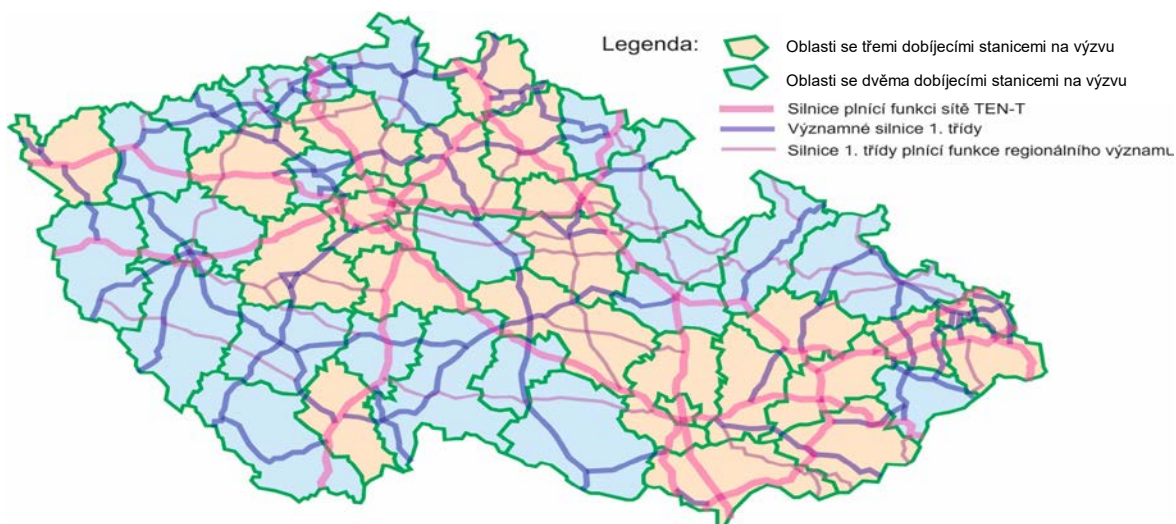 Legenda:
Oblasti se třemi dobíjecími stanicemi na výzvu
Oblasti se dvěma dobíjecími stanicemi na výzvu
Silnice plnící funkci sítě TEN-T
Významné silnice 1. třídy
Silnice 1. třídy plnící funkce regionálního významu